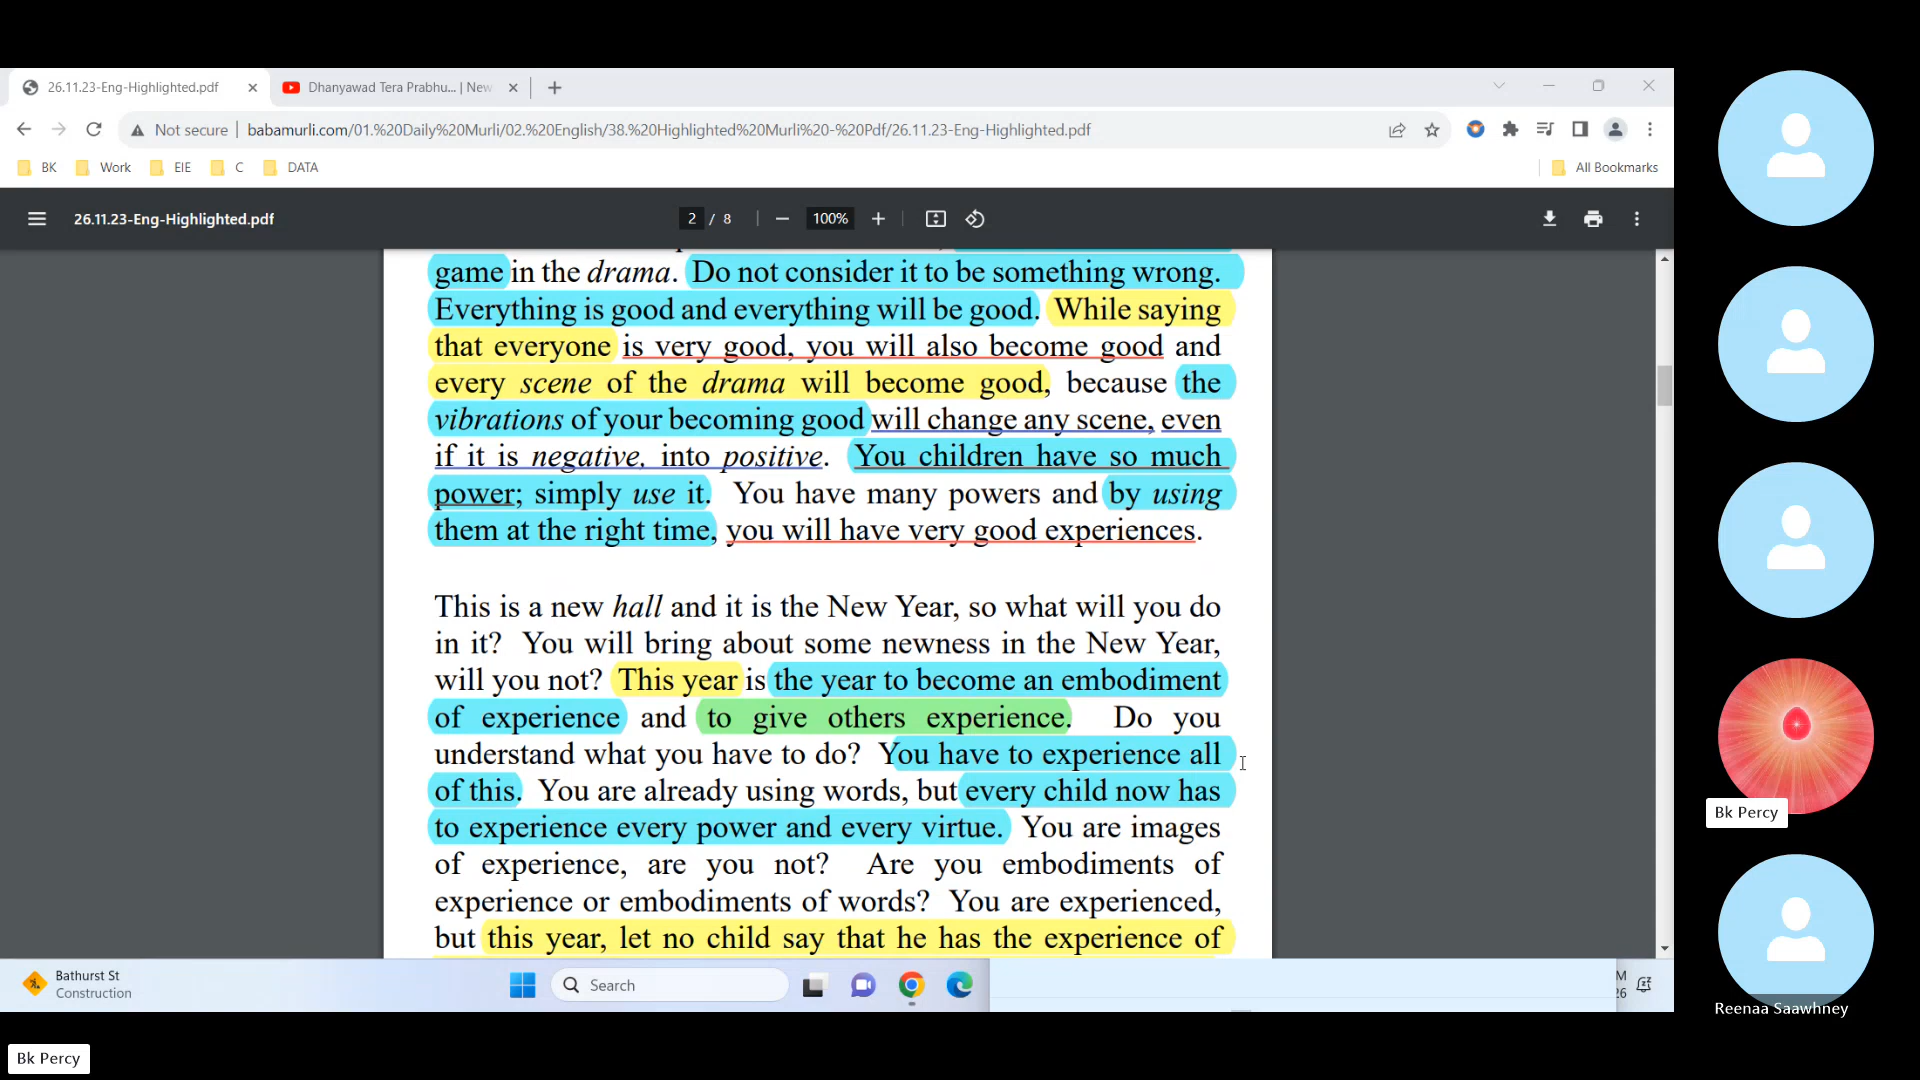 26.11.23-Eng-Highlighted.pdf
Dhanyawad Tera Prabhu... | New
Not secure
babamurli.com/01.%20Daily%20Murli/02.%20English/38.%20Highlighted%20Murli%20-%20Pdf/26.11.23-Eng-Highlighted.pdf
BK
Work
EIE
C
DATA
All Bookmarks
26.11.23-Eng-Highlighted.pdf
2 / 8
100%
game in the drama. Do not consider it to be something wrong.
Everything is good and everything will be good. While saying
that everyone is very good, you will also become good and
every scene of the drama will become good, because the
vibrations of your becoming good will change any scene, even
if it is negative, into positive. You children have so much
power; simply use it. You have many powers and by using
them at the right time, you will have very good experiences.
This is a new hall and it is the New Year, so what will you do
in it? You will bring about some newness in the New Year,
will you not? This year is the year to become an embodiment
of experience and to give others experience. Do you
understand what you have to do? You have to experience all
of this. You are already using words, but every child now has
to experience every power and every virtue. You are images
of experience, are you not? Are you embodiments of
experience or embodiments of words? You are experienced,
but this year, let no child say that he has the experience of
Bathurst St
Construction
Search
M
26
Bk Percy
Reenaa Saawhney
Bk Percy